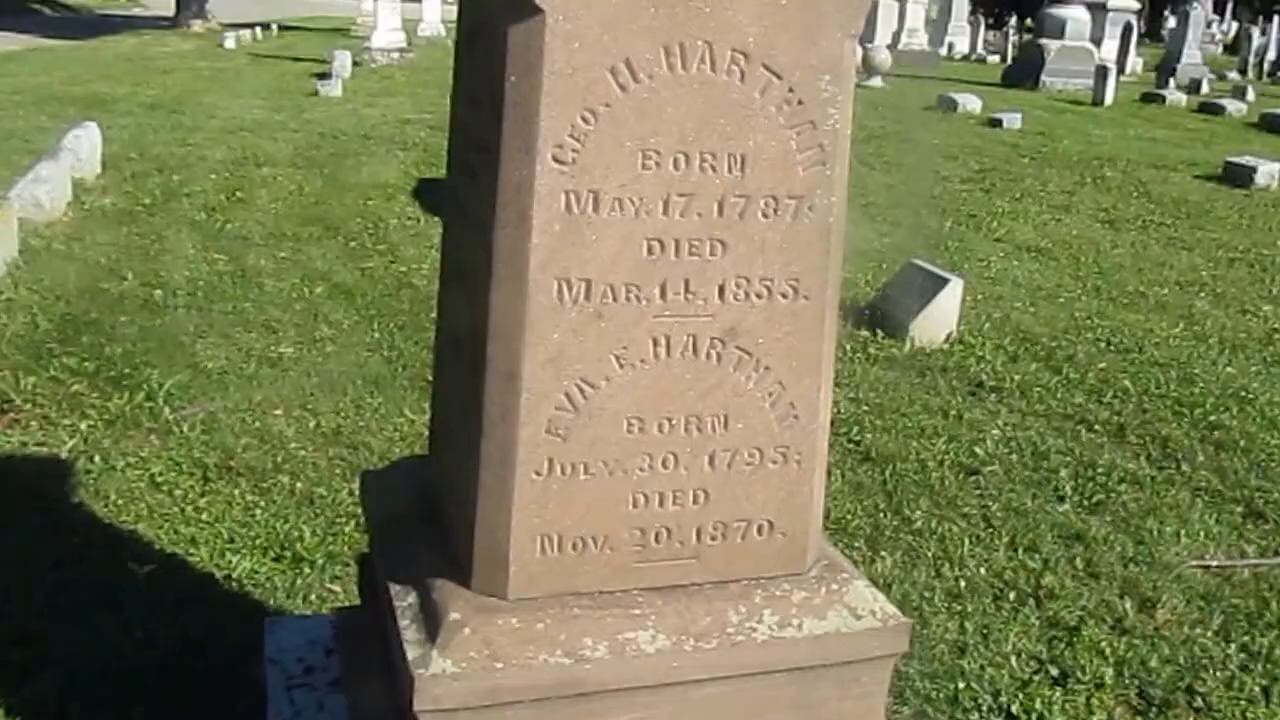 GEO. H. HARTMAN
BORN
MAY. 17. 1787;
DIED
MAR. 14, 1855.
EVA. E. HARTMAN
BORN
JULY. 30, 1795;
DIED
NOV. 20, 1870.